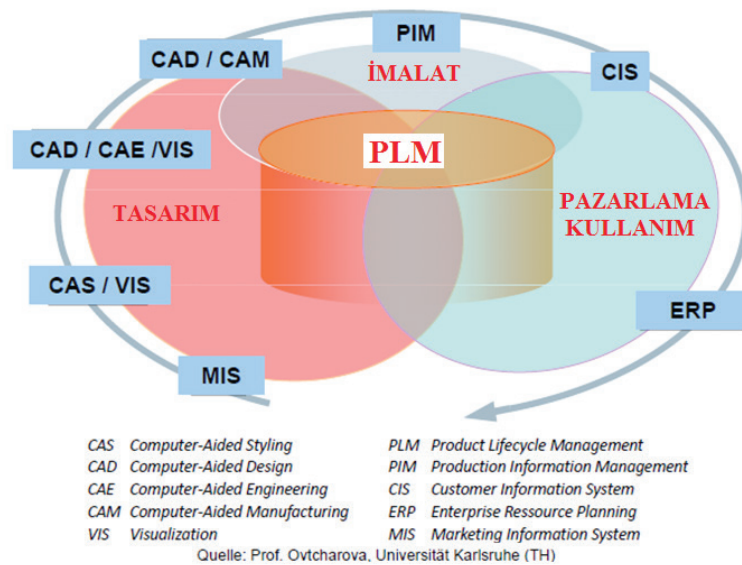 PIM
CAD / CAM
İMALAT
CIS
CAD / CAE /VIS
PLM
TASARIM
PAZARLAMA
KULLANIM
CAS / VIS
ERP
MIS
CAS Computer-Aided Styling
CAD Computer-Aided Design
CAE Computer-Aided Engineering
CAM Computer-Aided Manufacturing
VIS Visualization
PLM Product Lifecycle Management
PIM Production Information Management
CIS Customer Information System
ERP Enterprise Ressource Planning
MIS Marketing Information System
Quelle: Prof. Ovtcharova, Universität Karlsruhe (TH)